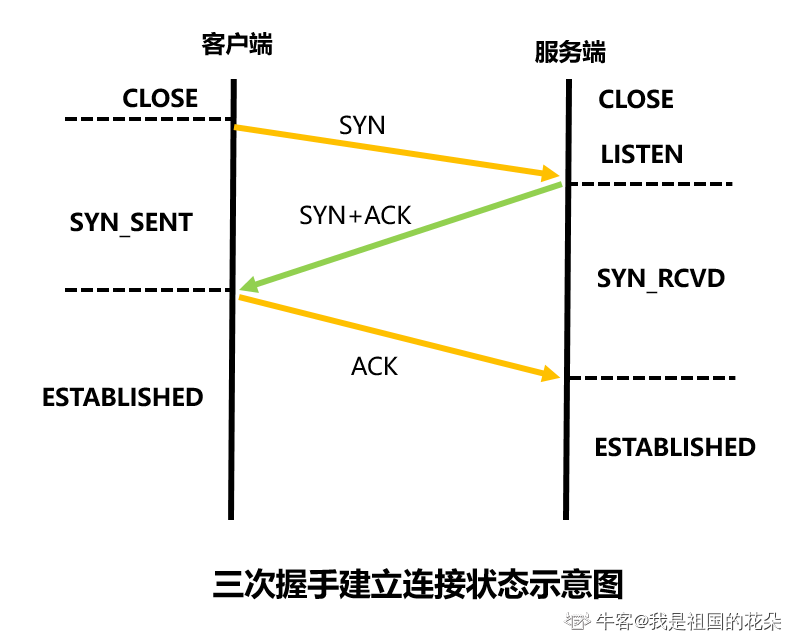 客户端
服务端
CLOSE
CLOSE
SYN
LISTEN
SYN_SENT
SYN+ACK
SYN_RCVD
ACK
ESTABLISHED
ESTABLISHED
三次握手建立连接状态示意图
牛客@我是祖国的花朵